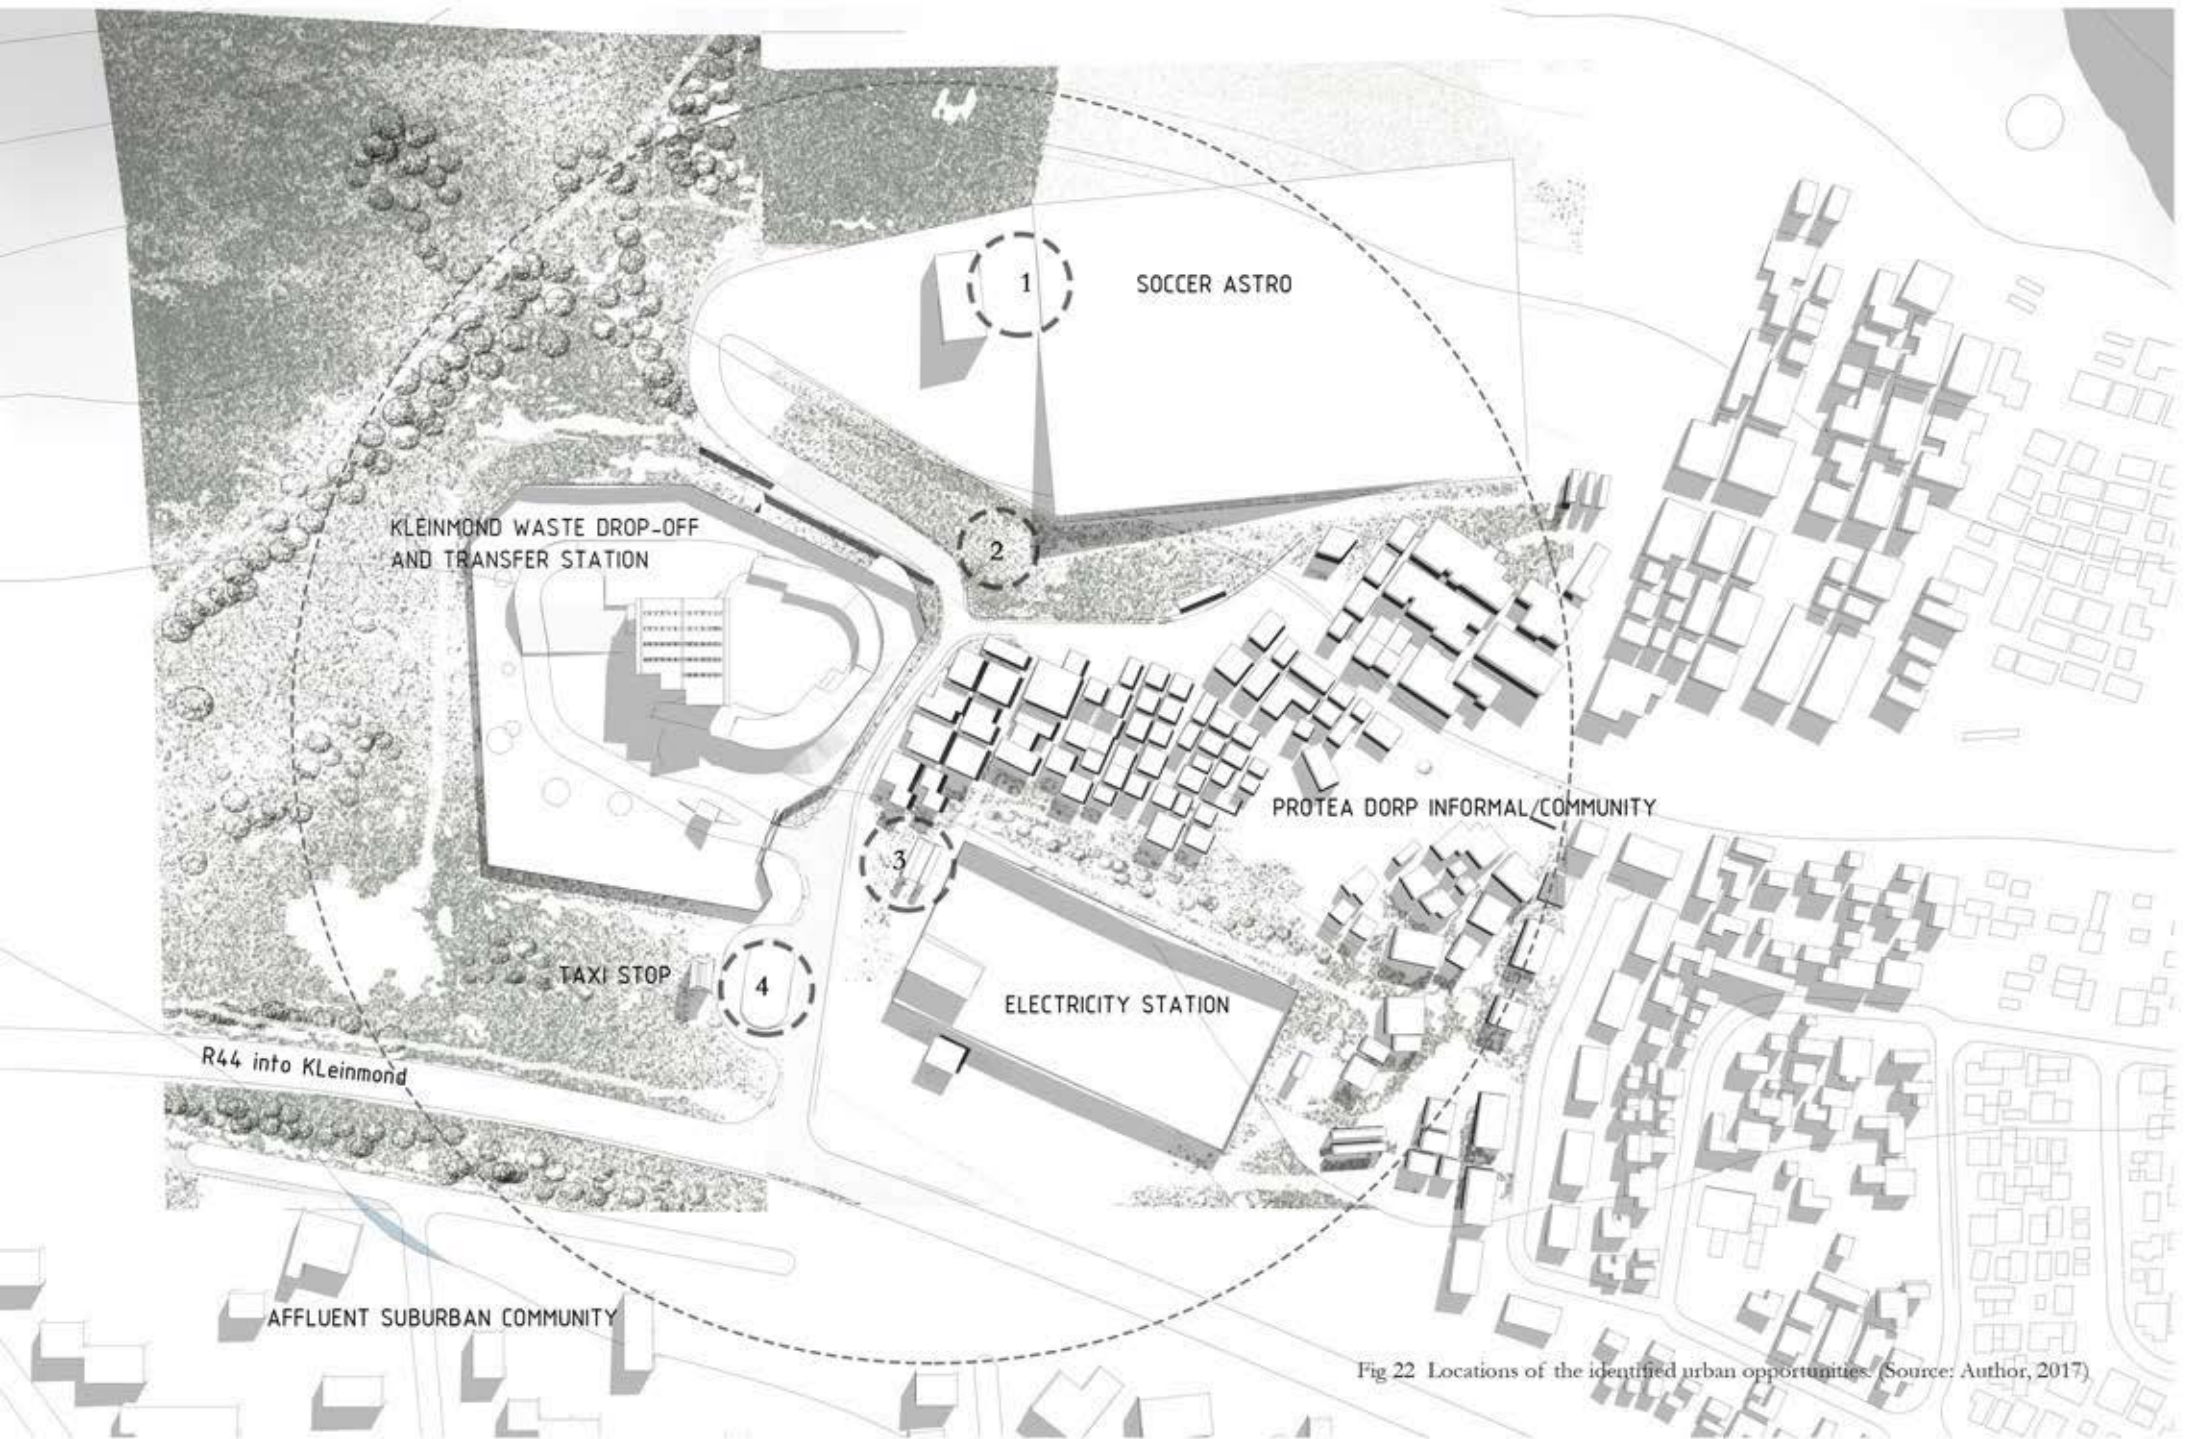 1
SOCCER ASTRO
KLEINMOND WASTE DROP-OFF
AND TRANSFER STATION
2
PROTEA DORP INFORMAL COMMUNITY
3
TAXI STOP
4
ELECTRICITY STATION
R44 into KLeinmond
AFFLUENT SUBURBAN COMMUNITY
Fig 22 Locations of the identified urban opportunities. (Source: Author, 2017)